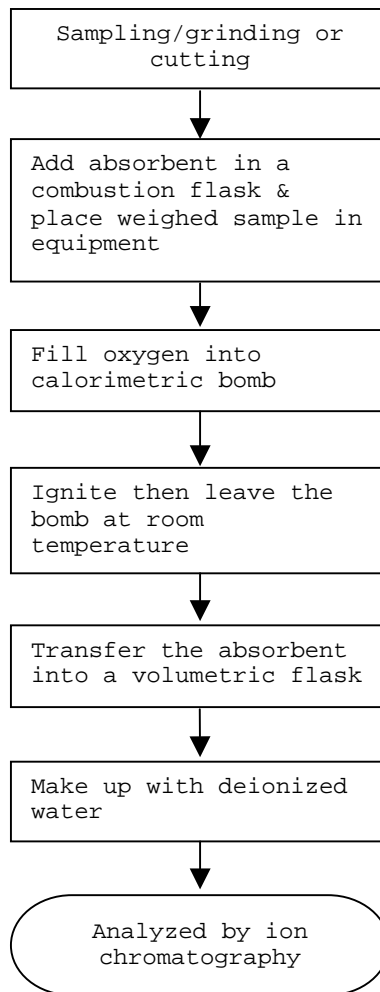 Sampling/grinding or
cutting
Add absorbent in a
combustion flask &
place weighed sample in
equipment
Fill oxygen into
calorimetric bomb
Ignite then leave the
bomb at room
temperature
Transfer the absorbent
into a volumetric flask
Make up with deionized
water
Analyzed by ion
chromatography